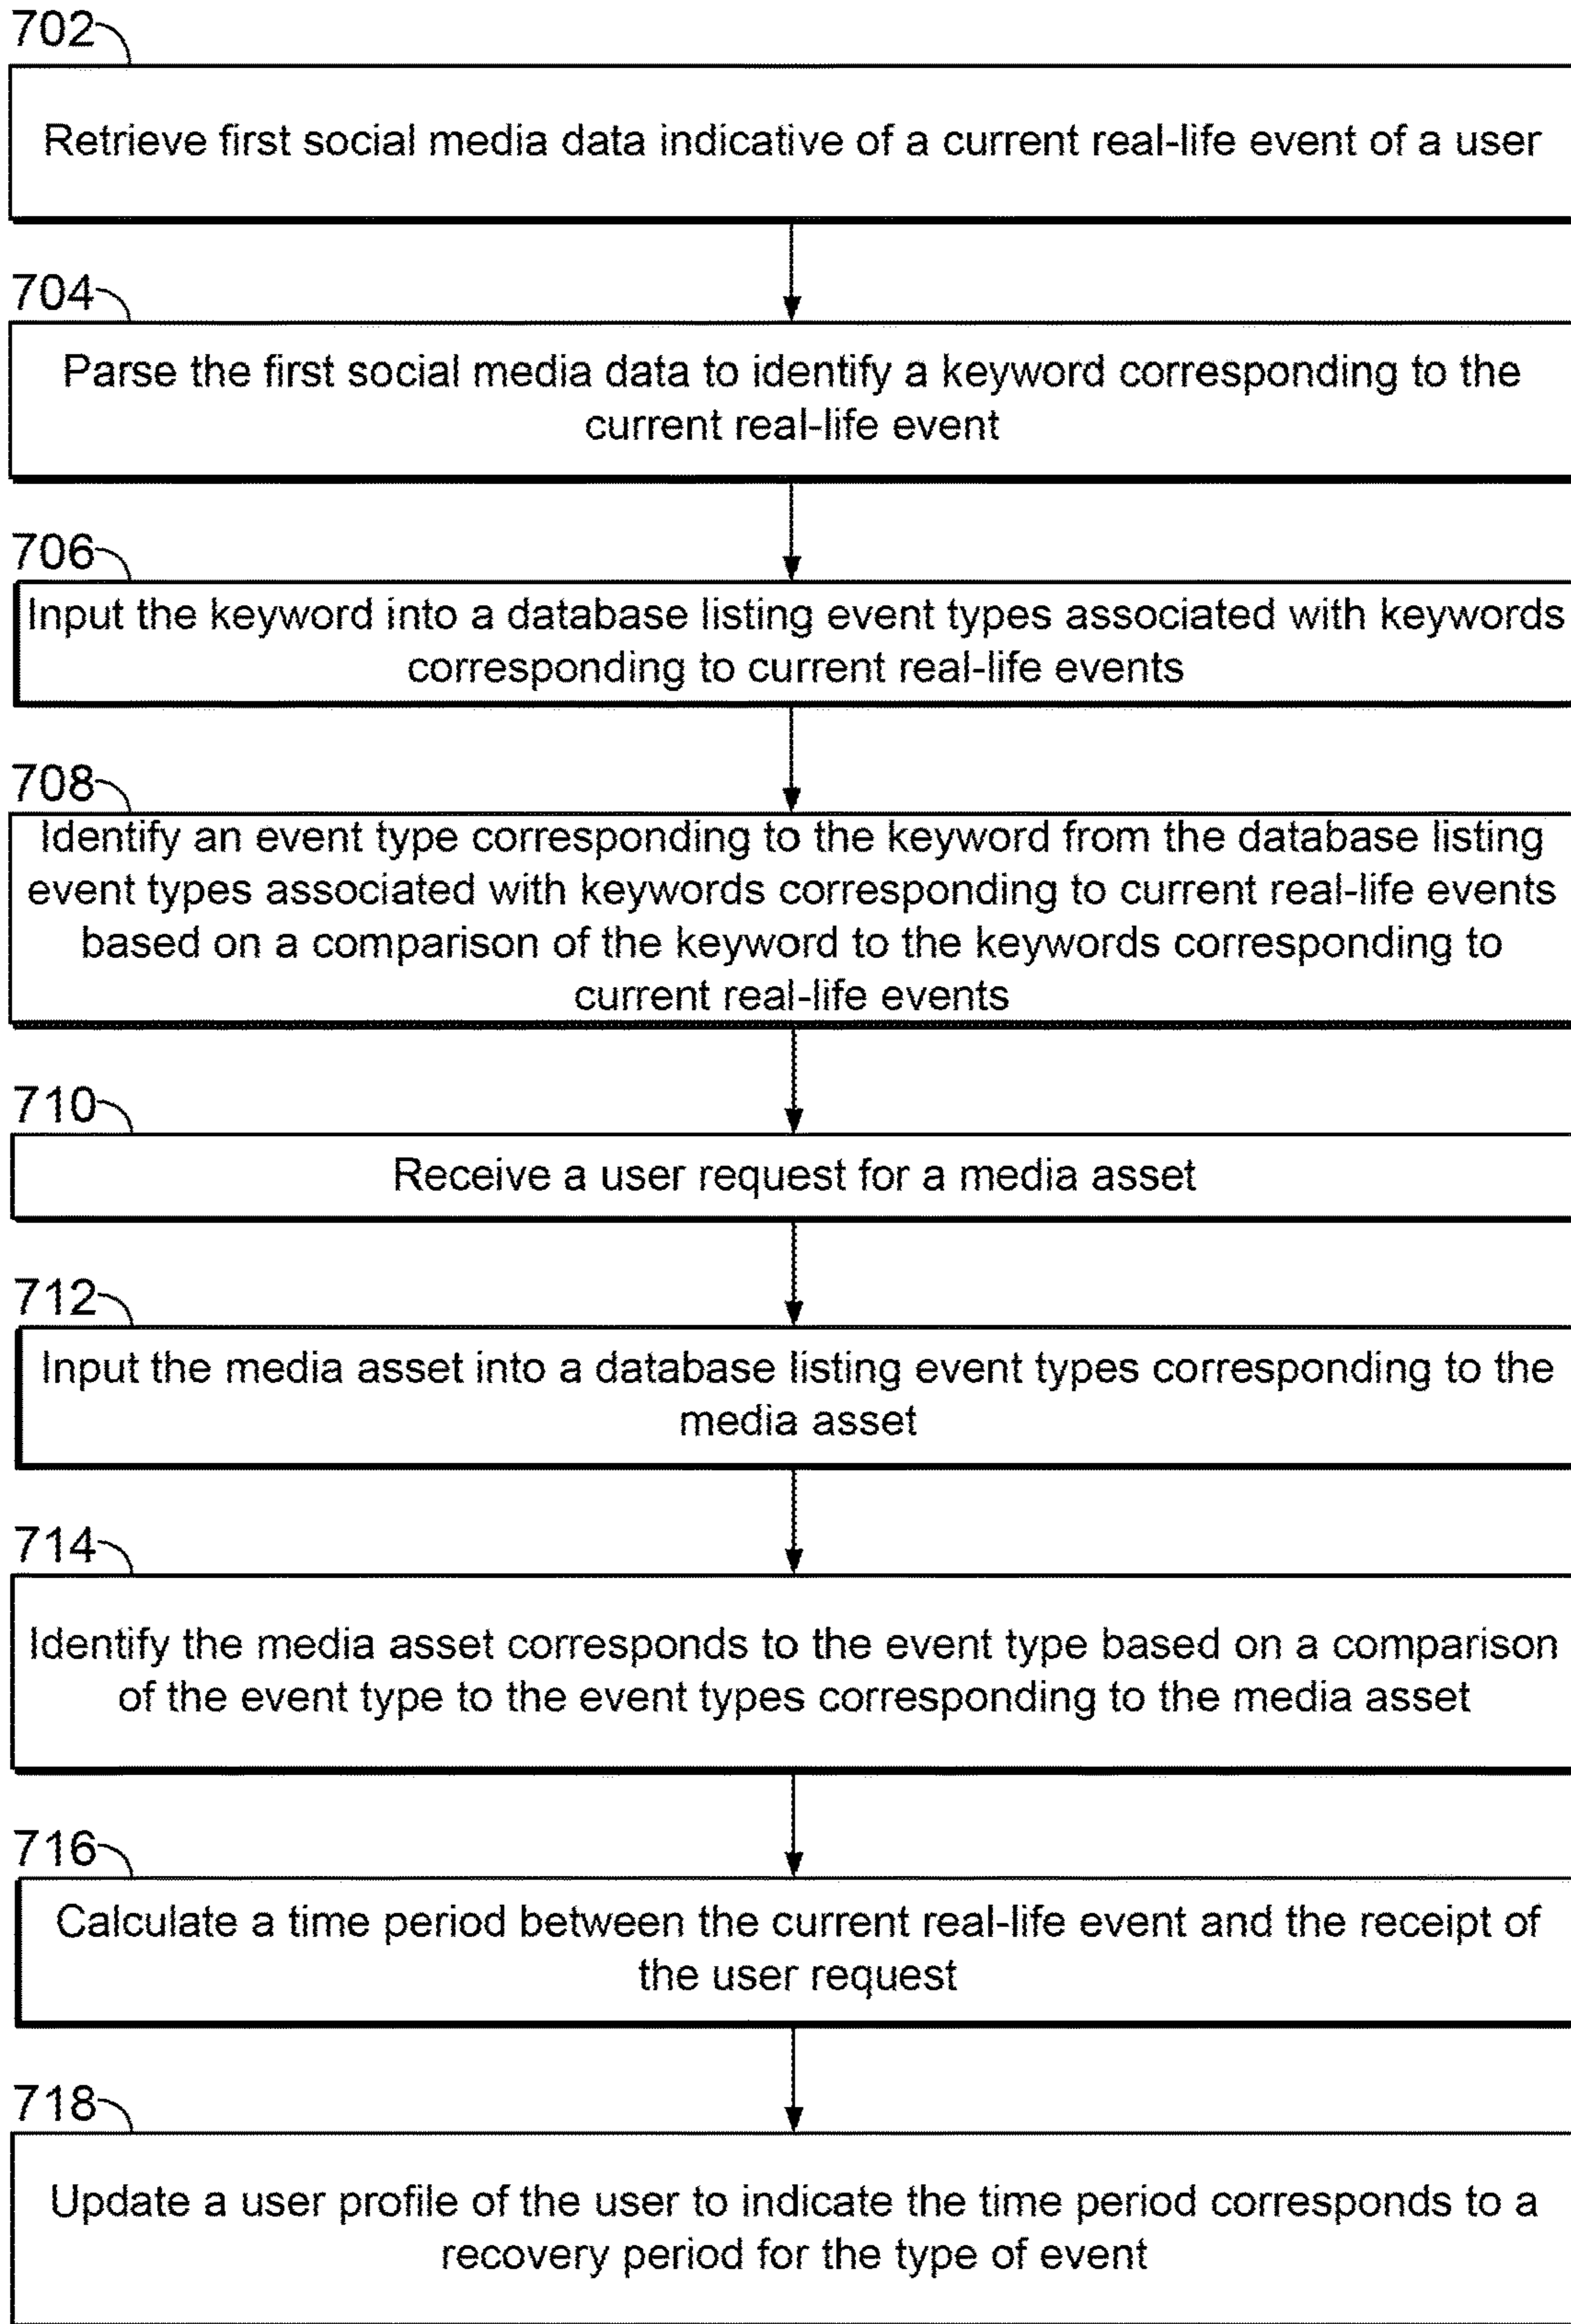 702
Retrieve first social media data indicative of a current real-life event of a user
704
Parse the first social media data to identify a keyword corresponding to the
current real-life event
706
Input the keyword into a database listing event types associated with keywords
corresponding to current real-life events
708
Identify an event type corresponding to the keyword from the database listing
event types associated with keywords corresponding to current real-life events
based on a comparison of the keyword to the keywords corresponding to
current real-life events
710
Receive a user request for a media asset
712
Input the media asset into a database listing event types corresponding to the
media asset
714
Identify the media asset corresponds to the event type based on a comparison
of the event type to the event types corresponding to the media asset
716
Calculate a time period between the current real-life event and the receipt of
the user request
718
Update a user profile of the user to indicate the time period corresponds to a
recovery period for the type of event